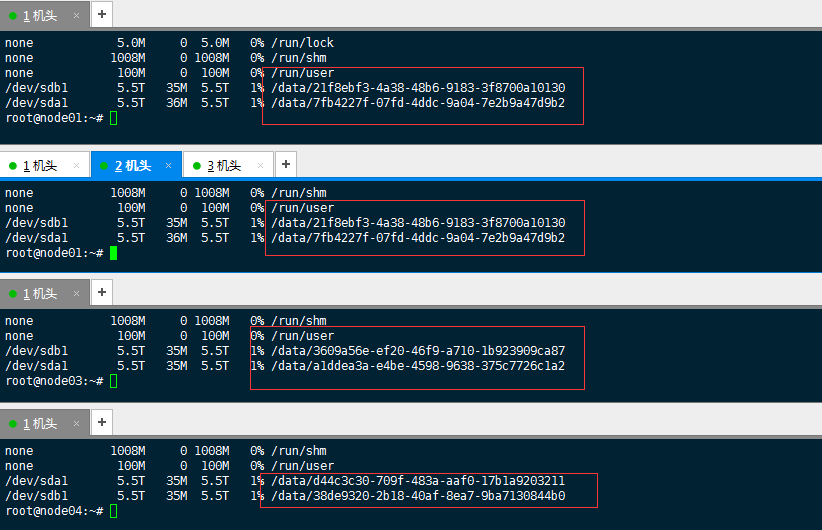 1 机头 × +
none 5.0M 0 5.0M 0% /run/lock
none 1008M 0 1008M 0% /run/shm
none 100M 0 100M 0% /run/user
/dev/sdb1 5.5T 35M 5.5T 1% /data/21f8ebf3-4a38-48b6-9183-3f8700a10130
/dev/sda1 5.5T 36M 5.5T 1% /data/7fb4227f-07fd-4ddc-9a04-7e2b9a47d9b2
root@node01:~#
1 机头 × 2 机头 × 3 机头 × +
none 1008M 0 1008M 0% /run/shm
none 100M 0 100M 0% /run/user
/dev/sdb1 5.5T 35M 5.5T 1% /data/21f8ebf3-4a38-48b6-9183-3f8700a10130
/dev/sda1 5.5T 36M 5.5T 1% /data/7fb4227f-07fd-4ddc-9a04-7e2b9a47d9b2
root@node01:~#
1 机头 × +
none 1008M 0 1008M 0% /run/shm
none 100M 0 100M 0% /run/user
/dev/sdb1 5.5T 35M 5.5T 1% /data/3609a56e-ef20-46f9-a710-1b923909ca87
/dev/sda1 5.5T 35M 5.5T 1% /data/a1ddea3a-e4be-4598-9638-375c7726c1a2
root@node03:~#
1 机头 × +
none 1008M 0 1008M 0% /run/shm
none 100M 0 100M 0% /run/user
/dev/sda1 5.5T 35M 5.5T 1% /data/d44c3c30-709f-483a-aaf0-17b1a9203211
/dev/sdb1 5.5T 35M 5.5T 1% /data/38de9320-2b18-40af-8ea7-9ba7130844b0
root@node04:~#